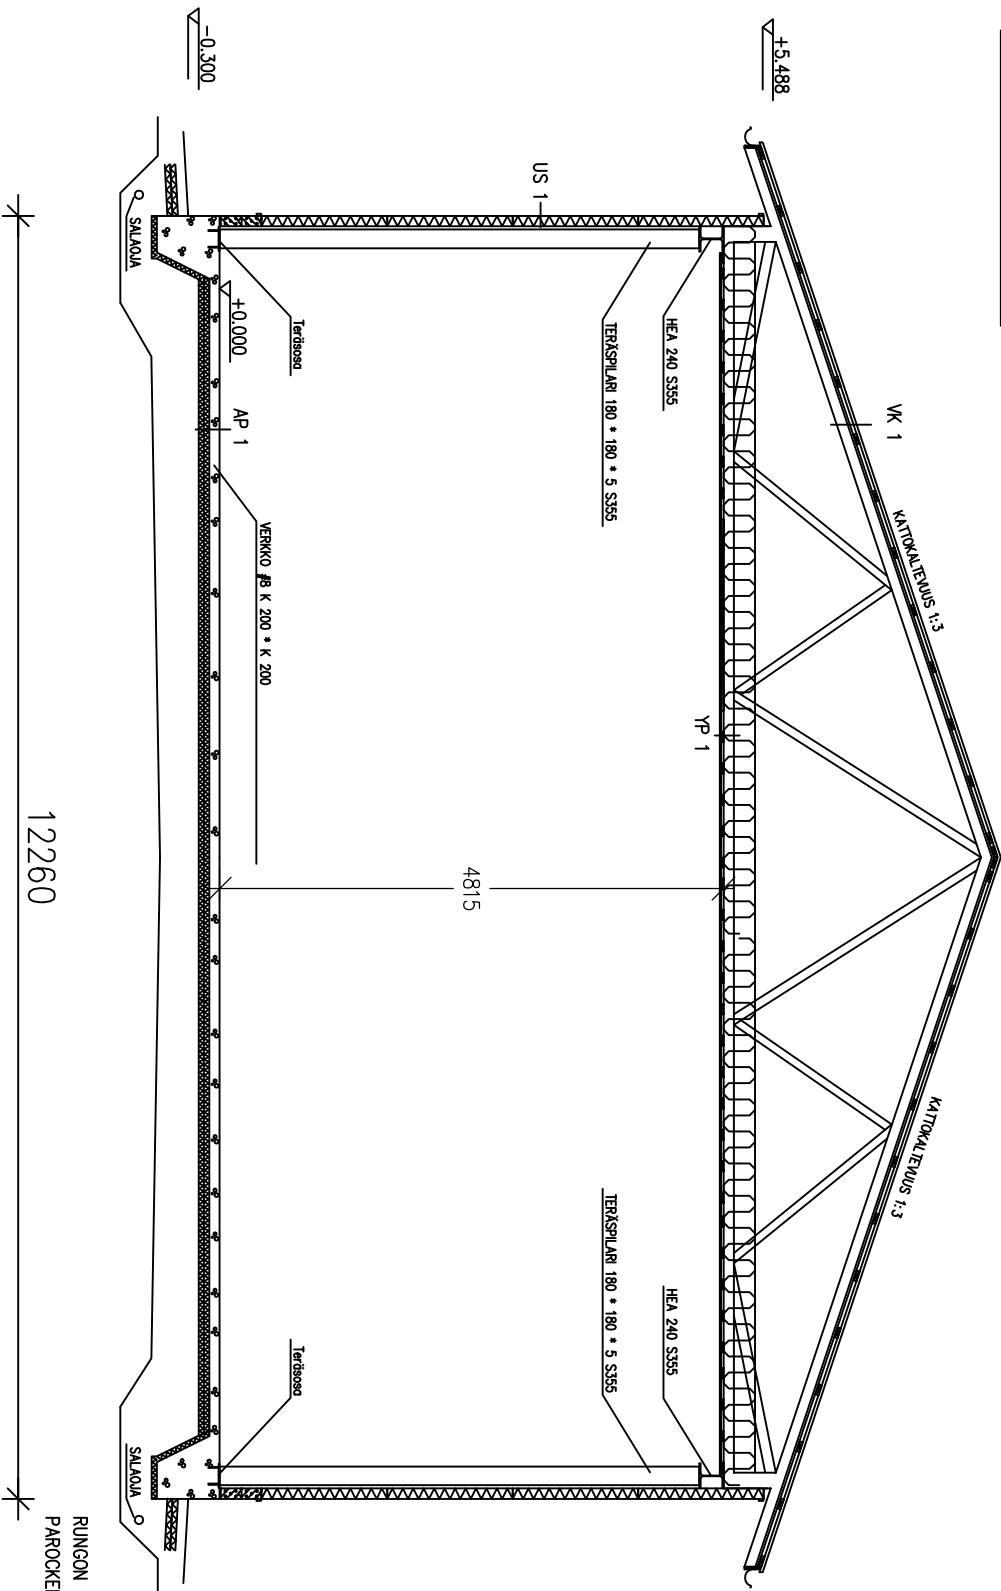 KATTOKALTEVUUS 1:3
KATTOKALTEVUUS 1:3
VK 1
+5.488
YP 1
HEA 240 S355
HEA 240 S355
TERÄSPILARI 180 * 180 * 5 S355
TERÄSPILARI 180 * 180 * 5 S355
US 1
4815
Teräsosa
Teräsosa
VERKKO #8 K 200 * K 200
+0.000
AP 1
-0.300
SALAOJA
SALAOJA
12260
RUNGON